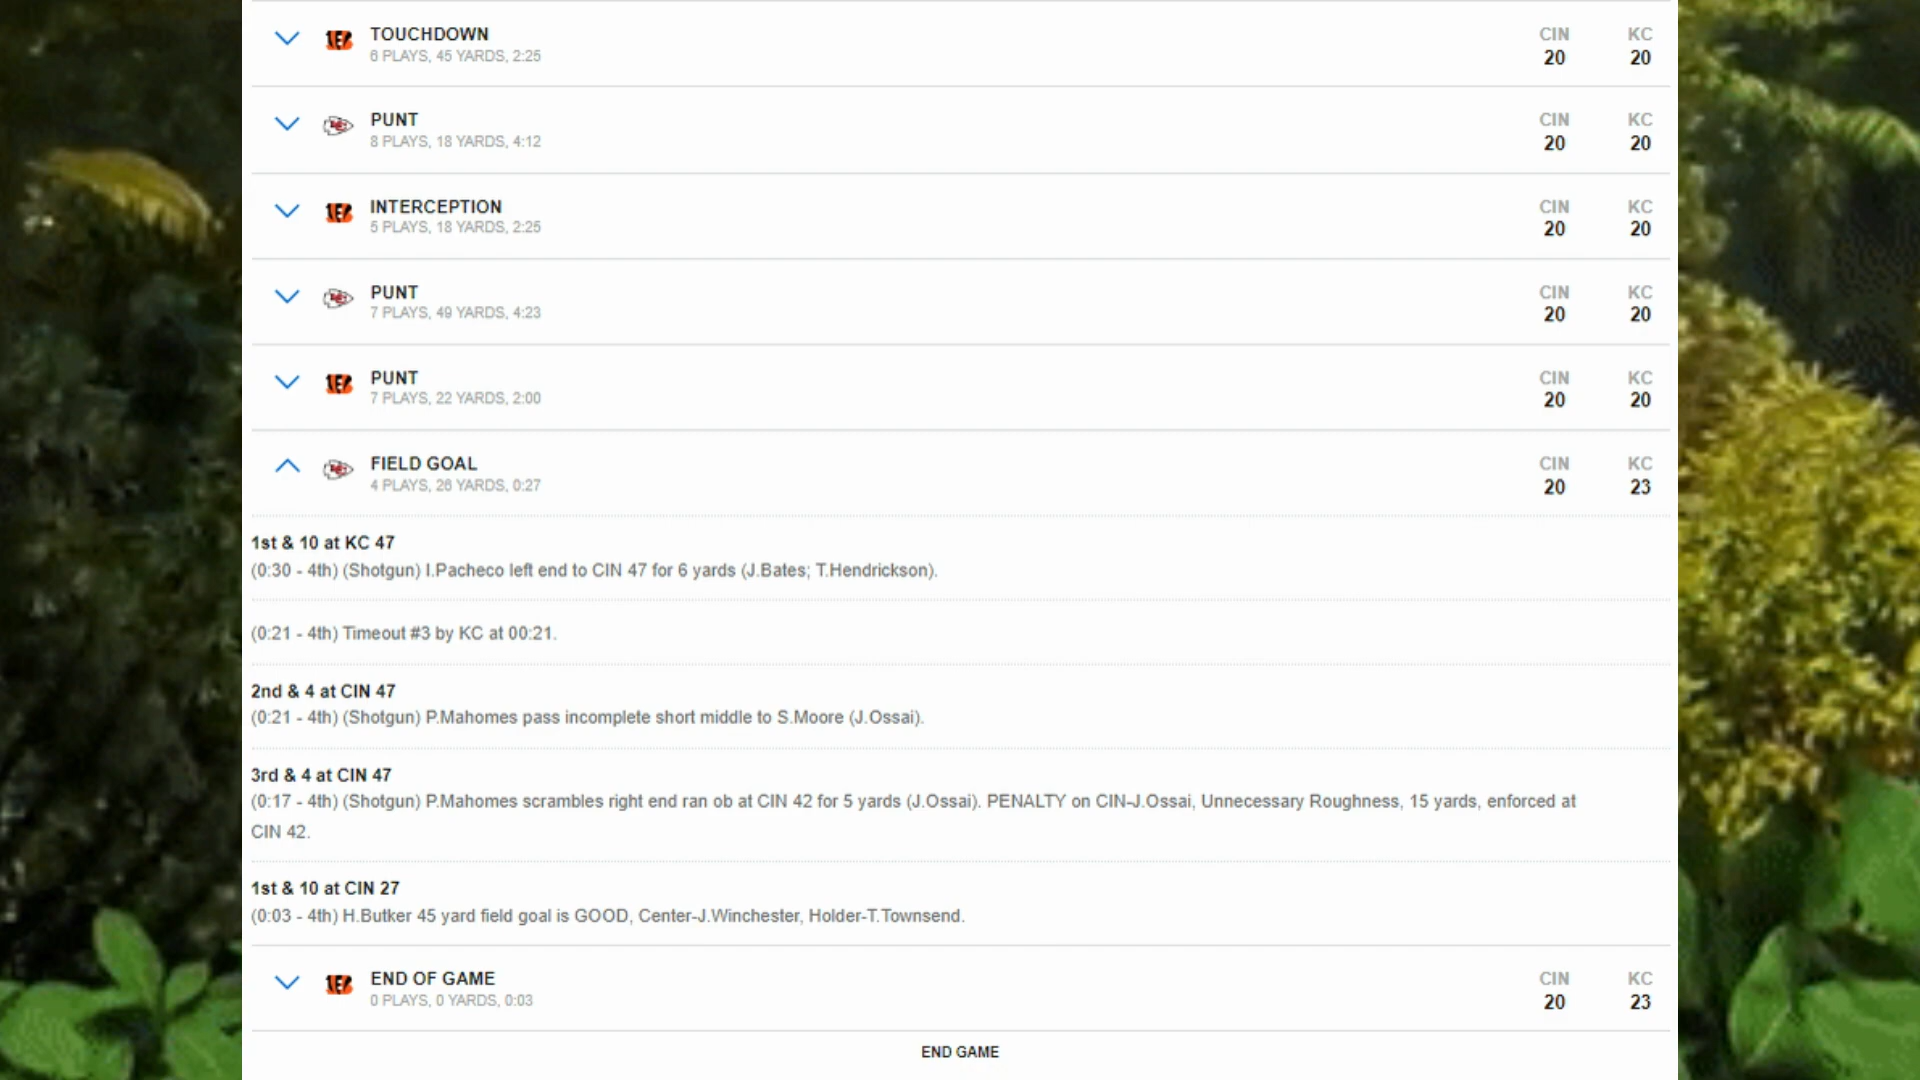 TOUCHDOWN CIN KC
6 PLAYS, 45 YARDS, 2:25 20 20
PUNT CIN KC
8 PLAYS, 18 YARDS, 4:12 20 20
INTERCEPTION CIN KC
5 PLAYS, 18 YARDS, 2:25 20 20
PUNT CIN KC
7 PLAYS, 49 YARDS, 4:23 20 20
PUNT CIN KC
7 PLAYS, 22 YARDS, 2:00 20 20
FIELD GOAL CIN KC
4 PLAYS, 26 YARDS, 0:27 20 23
1st & 10 at KC 47
(0:30 - 4th) (Shotgun) I.Pacheco left end to CIN 47 for 6 yards (J.Bates; T.Hendrickson).
(0:21 - 4th) Timeout #3 by KC at 00:21.
2nd & 4 at CIN 47
(0:21 - 4th) (Shotgun) P.Mahomes pass incomplete short middle to S.Moore (J.Ossai).
3rd & 4 at CIN 47
(0:17 - 4th) (Shotgun) P.Mahomes scrambles right end ran ob at CIN 42 for 5 yards (J.Ossai). PENALTY on CIN-J.Ossai, Unnecessary Roughness, 15 yards, enforced at
CIN 42.
1st & 10 at CIN 27
(0:03 - 4th) H.Butker 45 yard field goal is GOOD, Center-J.Winchester, Holder-T.Townsend.
END OF GAME CIN KC
0 PLAYS, 0 YARDS, 0:03 20 23
END GAME